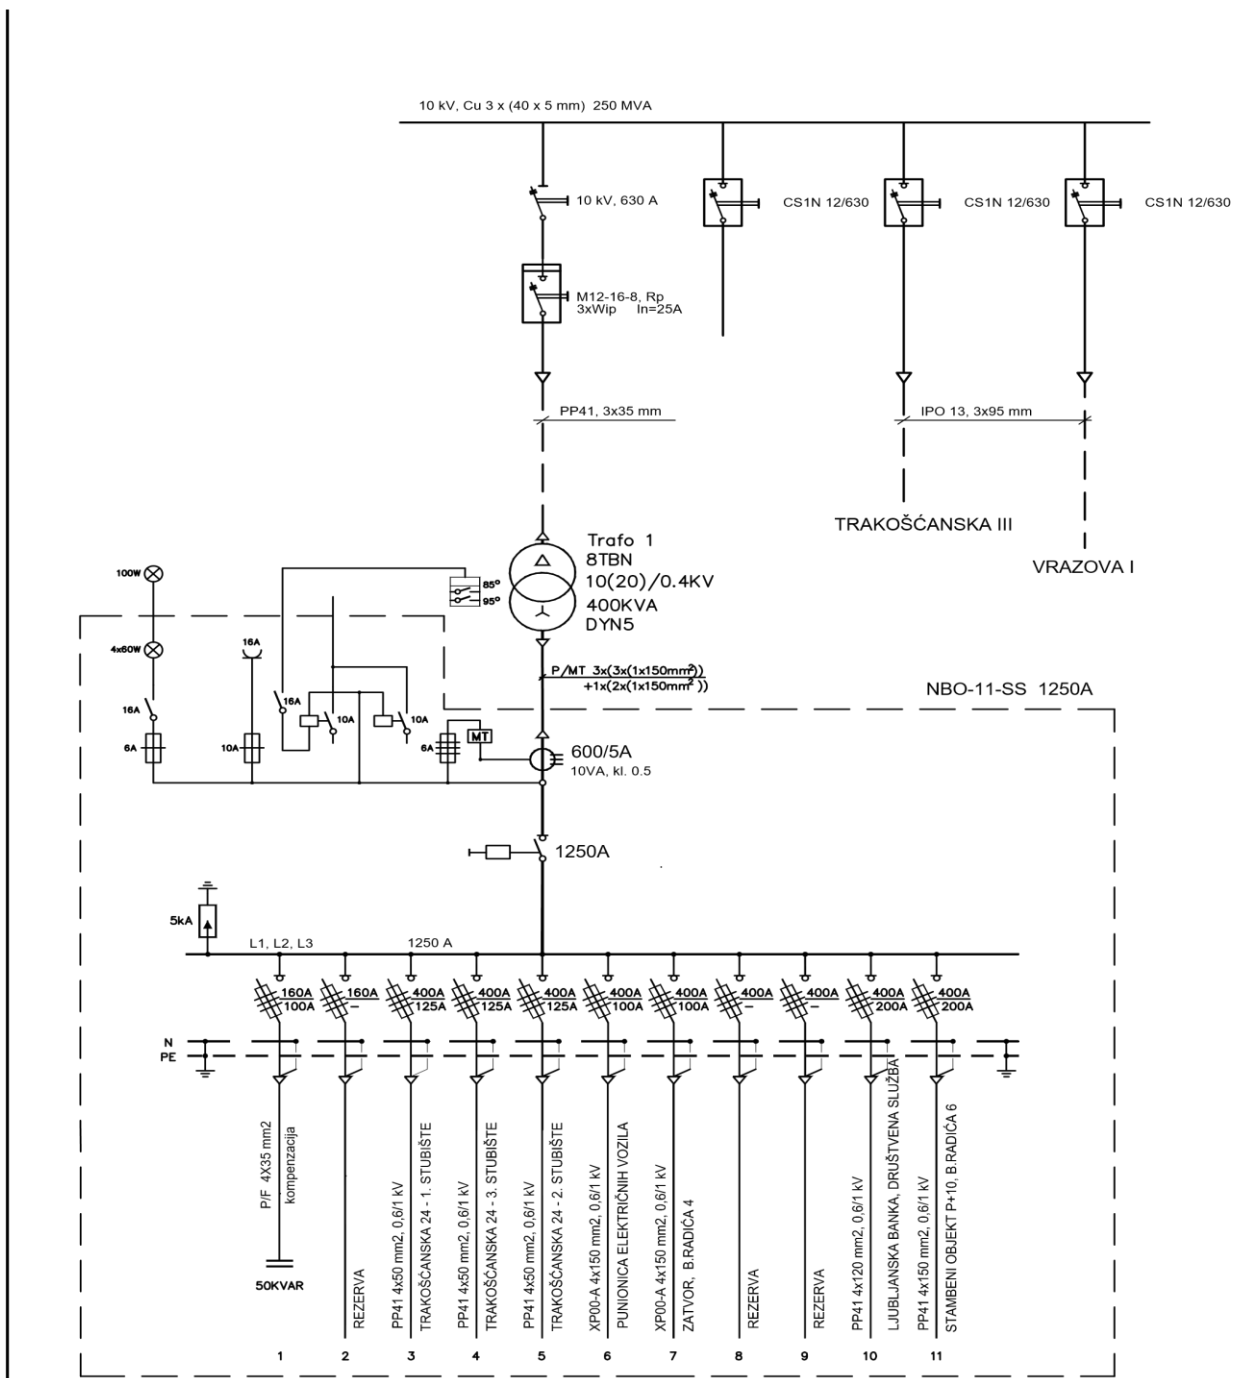 10 kV, Cu 3 x (40 x 5 mm) 250 MVA
10 kV, 630 A
CS1N 12/630
CS1N 12/630
CS1N 12/630
M12-16-8, Rp
3xWip In=25A
PP41, 3x35 mm
IPO 13, 3x95 mm
TRAKOŠĆANSKA III
VRAZOVA I
Trafo 1
8TBN
10(20)/0.4KV
400KVA
DYN5
85°
95°
100W
4x60W
16A
16A
16A
10A
10A
6A
10A
6A
MT
P/MT 3x(3x(1x150mm²))
+1x(2x(1x150mm²))
NBO-11-SS 1250A
600/5A
10VA, kl. 0.5
1250A
5kA
L1, L2, L3
1250 A
160A
100A
160A
–
400A
125A
400A
125A
400A
125A
400A
100A
400A
100A
400A
–
400A
–
400A
200A
400A
200A
N
PE
P/F 4X35 mm2
kompenzacija
50KVAR
REZERVA
PP41 4x50 mm2, 0,6/1 kV
TRAKOŠĆANSKA 24 - 1. STUBIŠTE
PP41 4x50 mm2, 0,6/1 kV
TRAKOŠĆANSKA 24 - 3. STUBIŠTE
PP41 4x50 mm2, 0,6/1 kV
TRAKOŠĆANSKA 24 - 2. STUBIŠTE
XP00-A 4x150 mm2, 0,6/1 kV
PUNIONICA ELEKTRIČNIH VOZILA
XP00-A 4x150 mm2, 0,6/1 kV
ZATVOR, B.RADIĆA 4
REZERVA
REZERVA
PP41 4x120 mm2, 0,6/1 kV
LJUBLJANSKA BANKA, DRUŠTVENA SLUŽBA
PP41 4x150 mm2, 0,6/1 kV
STAMBENI OBJEKT P+10, B.RADIĆA 6
1 2 3 4 5 6 7 8 9 10 11